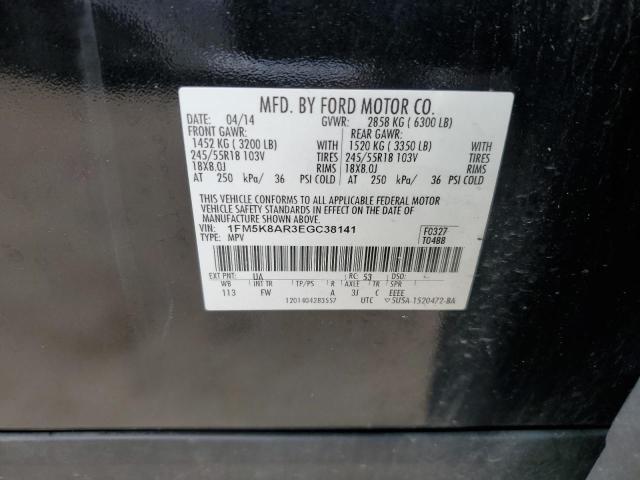 MFD. BY FORD MOTOR CO.
DATE: 04/14 GVWR: 2858 KG ( 6300 LB)
FRONT GAWR: REAR GAWR:
1452 KG ( 3200 LB) 1520 KG ( 3350 LB)
245/55R18 103V TIRES 245/55R18 103V TIRES
18X8.0J RIMS 18X8.0J RIMS
AT 250 kPa/ 36 PSI COLD AT 250 kPa/ 36 PSI COLD
THIS VEHICLE CONFORMS TO ALL APPLICABLE FEDERAL MOTOR
VEHICLE SAFETY STANDARDS IN EFFECT ON THE DATE OF
MANUFACTURE SHOWN ABOVE.
VIN: 1FM5K8AR3EGC38141 F0327
TYPE: MPV T0488
EXT PNT: UA RC: 53 DSO:
WB INT TR TP/PS R AXLE TR SPR
113 FW A 3J C EEEE
1201404283557 UTC 5U5A-1520472-BA